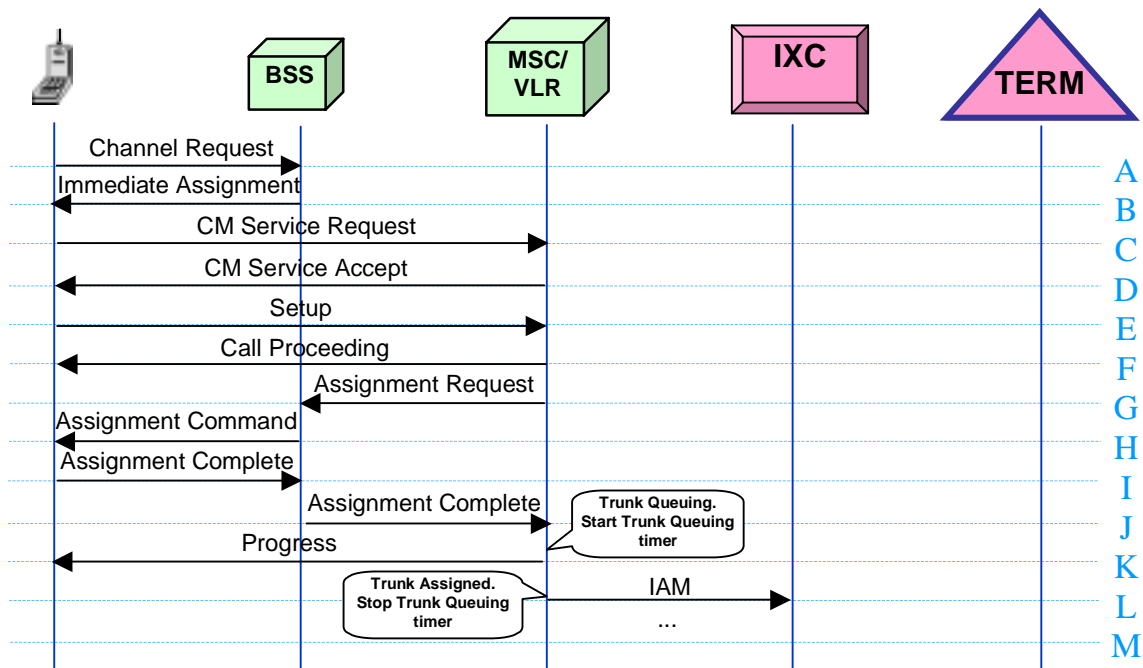 BSS
MSC/
VLR
IXC
TERM
Channel Request
A
Immediate Assignment
B
CM Service Request
C
CM Service Accept
D
Setup
E
Call Proceeding
F
Assignment Request
G
Assignment Command
H
Assignment Complete
I
Assignment Complete
Trunk Queuing.
Start Trunk Queuing
timer
J
Progress
K
Trunk Assigned.
Stop Trunk Queuing
timer
IAM
L
...
M